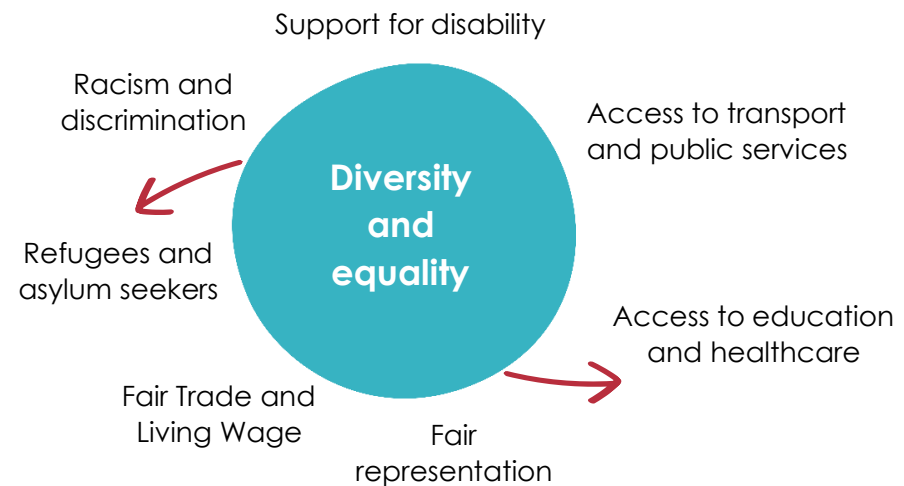 Support for disability
Racism and
discrimination
Access to transport
and public services
Diversity
and
equality
Refugees and
asylum seekers
Access to education
and healthcare
Fair Trade and
Living Wage
Fair
representation